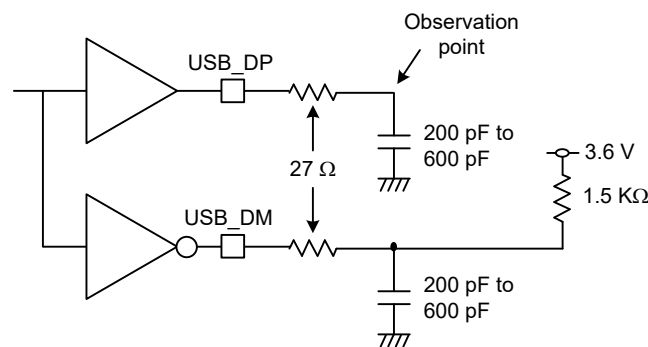 Observation
point
USB_DP
200 pF to
600 pF
3.6 V
27 Ω
1.5 KΩ
USB_DM
200 pF to
600 pF